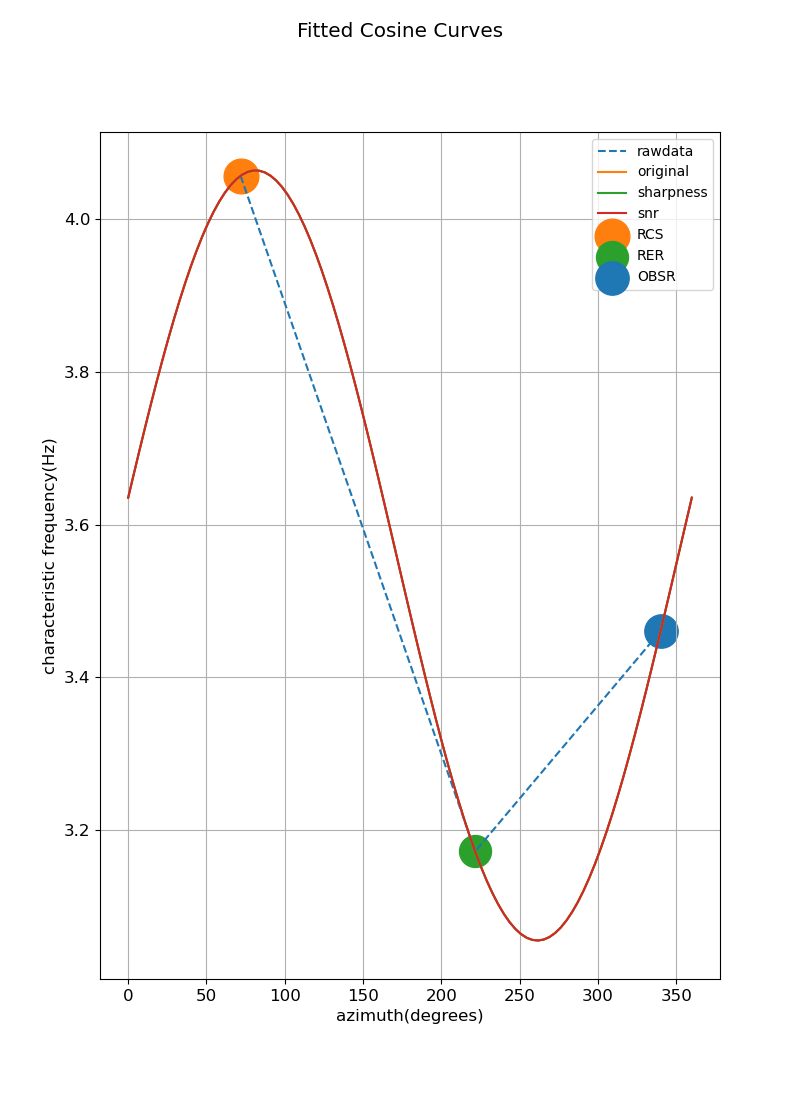 Fitted Cosine Curves
rawdata
original
sharpness
snr
RCS
RER
OBSR
4.0
3.8
3.6
3.4
3.2
characteristic frequency(Hz)
0 50 100 150 200 250 300 350
azimuth(degrees)